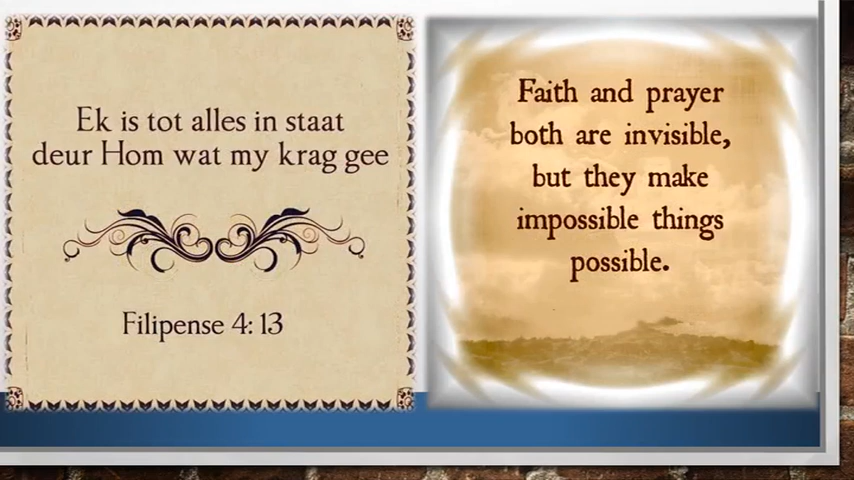 Ek is tot alles in staat
deur Hom wat my krag gee
Filipense 4: 13
Faith and prayer
both are invisible,
but they make
impossible things
possible.